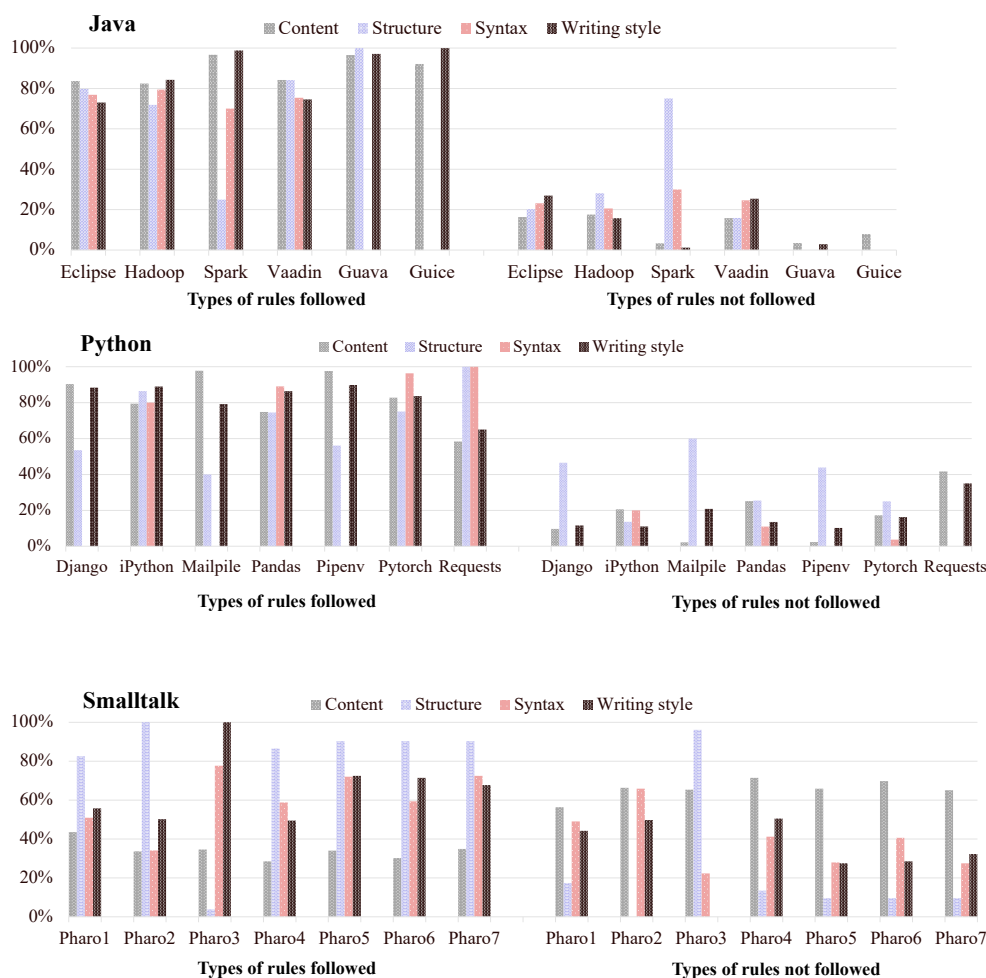 Java
Content Structure Syntax Writing style
100%
80%
60%
40%
20%
0%
Eclipse Hadoop Spark Vaadin Guava Guice Eclipse Hadoop Spark Vaadin Guava Guice
Types of rules followed Types of rules not followed
Python
Content Structure Syntax Writing style
100%
80%
60%
40%
20%
0%
Django iPython Mailpile Pandas Pipenv Pytorch Requests Django iPython Mailpile Pandas Pipenv Pytorch Requests
Types of rules followed Types of rules not followed
Smalltalk
Content Structure Syntax Writing style
100%
80%
60%
40%
20%
0%
Pharo1 Pharo2 Pharo3 Pharo4 Pharo5 Pharo6 Pharo7 Pharo1 Pharo2 Pharo3 Pharo4 Pharo5 Pharo6 Pharo7
Types of rules followed Types of rules not followed